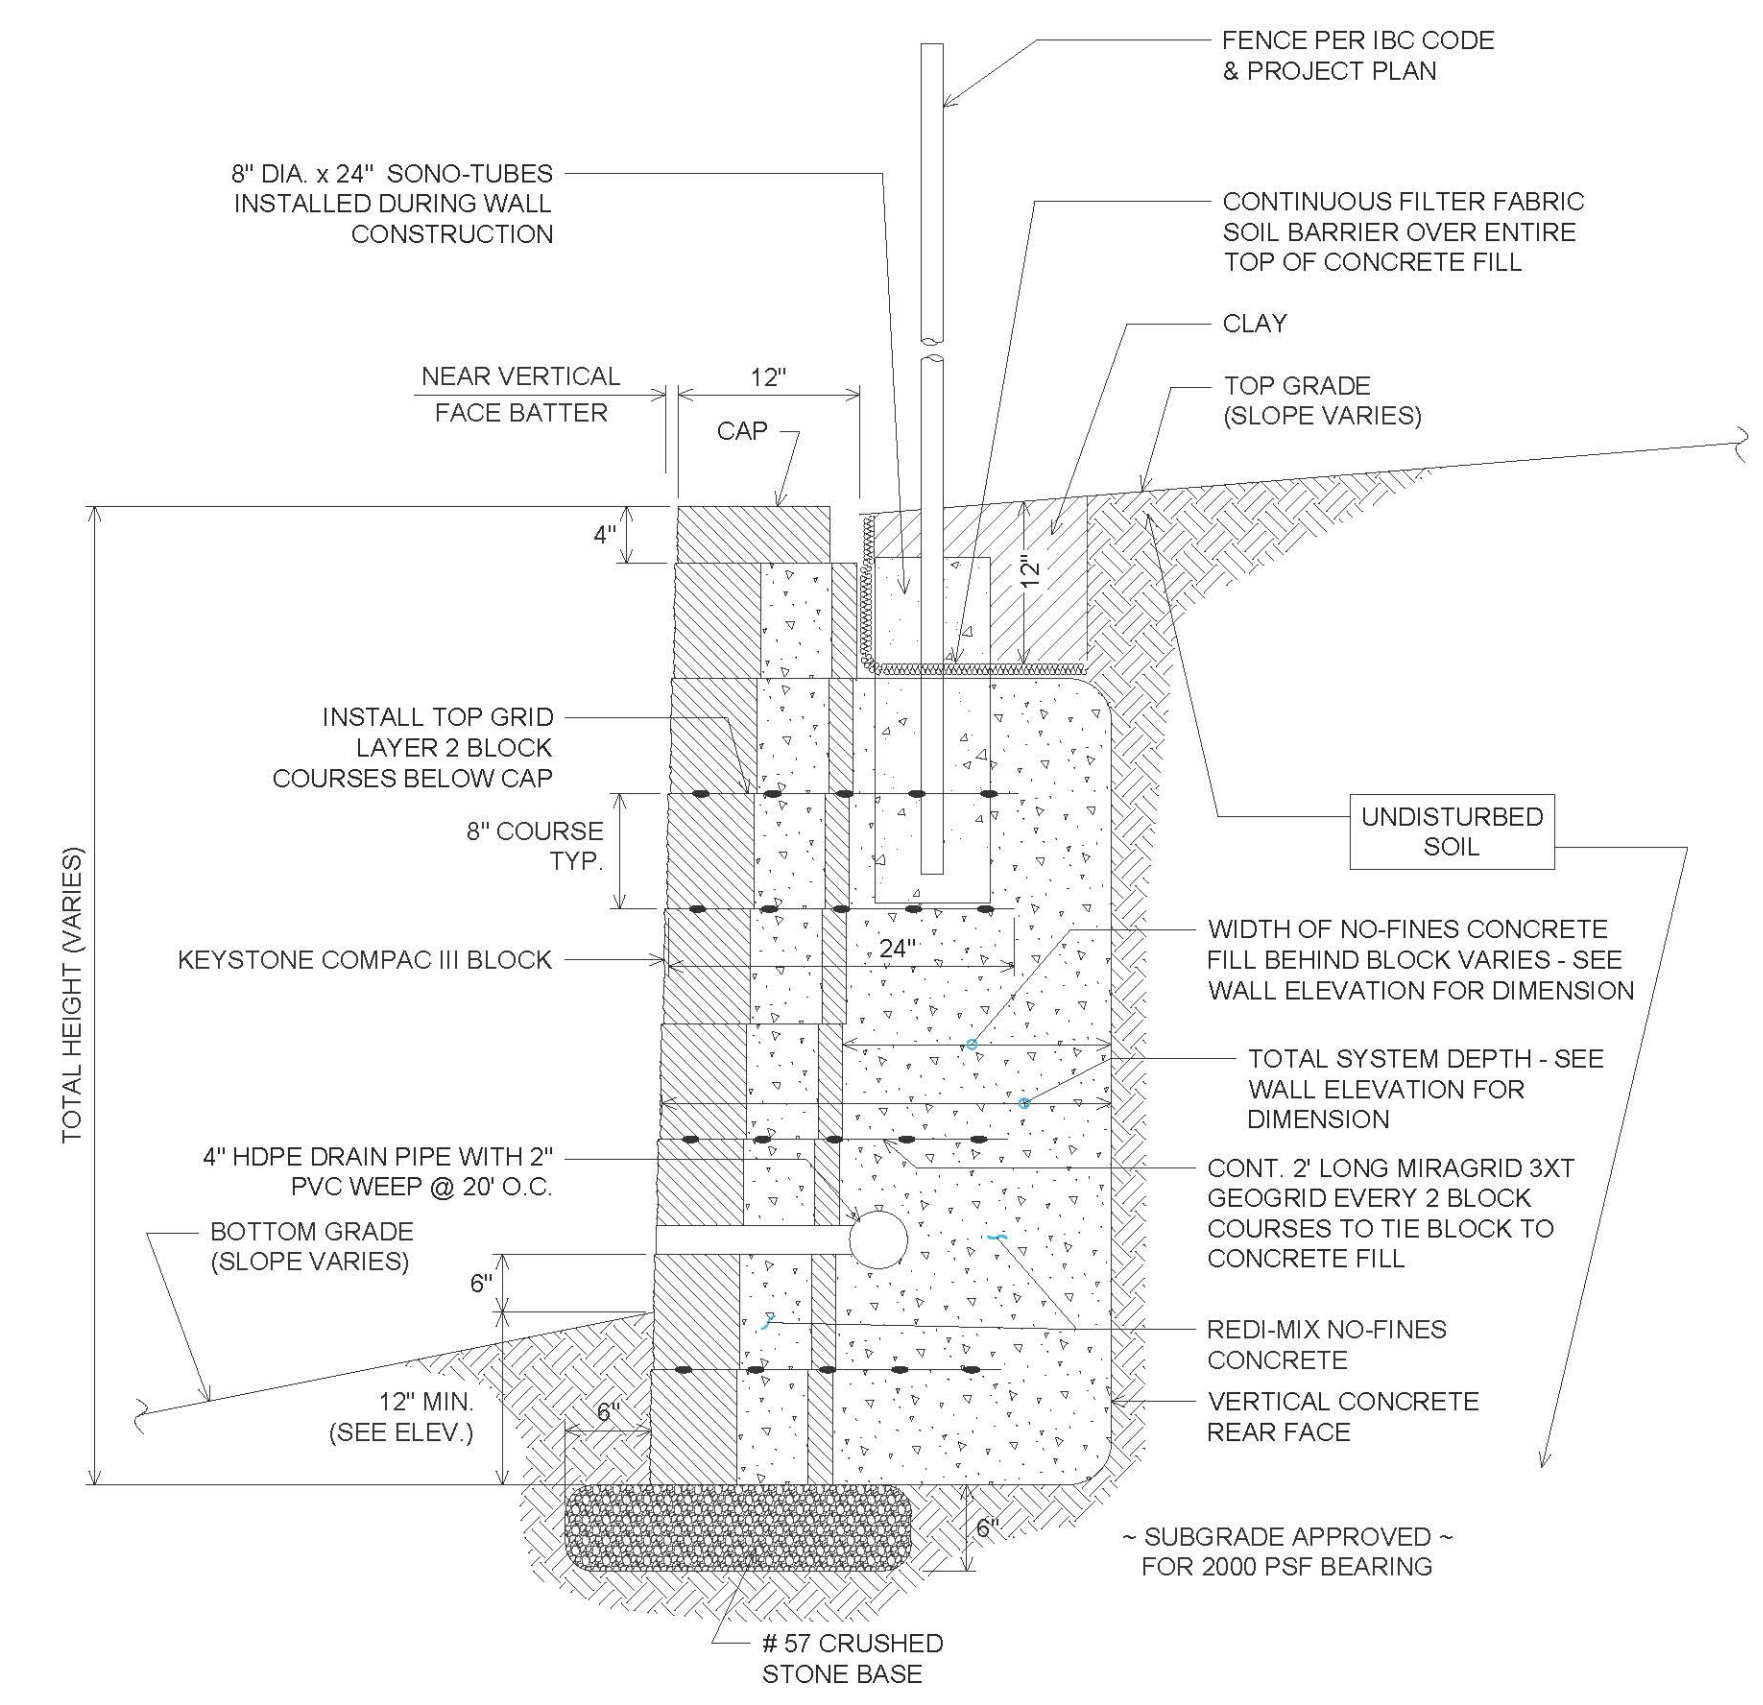 FENCE PER IBC CODE
& PROJECT PLAN
8" DIA. x 24" SONO-TUBES
INSTALLED DURING WALL
CONSTRUCTION
CONTINUOUS FILTER FABRIC
SOIL BARRIER OVER ENTIRE
TOP OF CONCRETE FILL
CLAY
NEAR VERTICAL
FACE BATTER
12"
TOP GRADE
(SLOPE VARIES)
CAP
4"
12"
INSTALL TOP GRID
LAYER 2 BLOCK
COURSES BELOW CAP
8" COURSE
TYP.
UNDISTURBED
SOIL
TOTAL HEIGHT (VARIES)
KEYSTONE COMPAC III BLOCK
24"
WIDTH OF NO-FINES CONCRETE
FILL BEHIND BLOCK VARIES - SEE
WALL ELEVATION FOR DIMENSION
TOTAL SYSTEM DEPTH - SEE
WALL ELEVATION FOR
DIMENSION
4" HDPE DRAIN PIPE WITH 2"
PVC WEEP @ 20' O.C.
CONT. 2' LONG MIRAGRID 3XT
GEOGRID EVERY 2 BLOCK
COURSES TO TIE BLOCK TO
CONCRETE FILL
BOTTOM GRADE
(SLOPE VARIES)
6"
REDI-MIX NO-FINES
CONCRETE
12" MIN.
(SEE ELEV.)
6"
VERTICAL CONCRETE
REAR FACE
6"
~ SUBGRADE APPROVED ~
FOR 2000 PSF BEARING
# 57 CRUSHED
STONE BASE